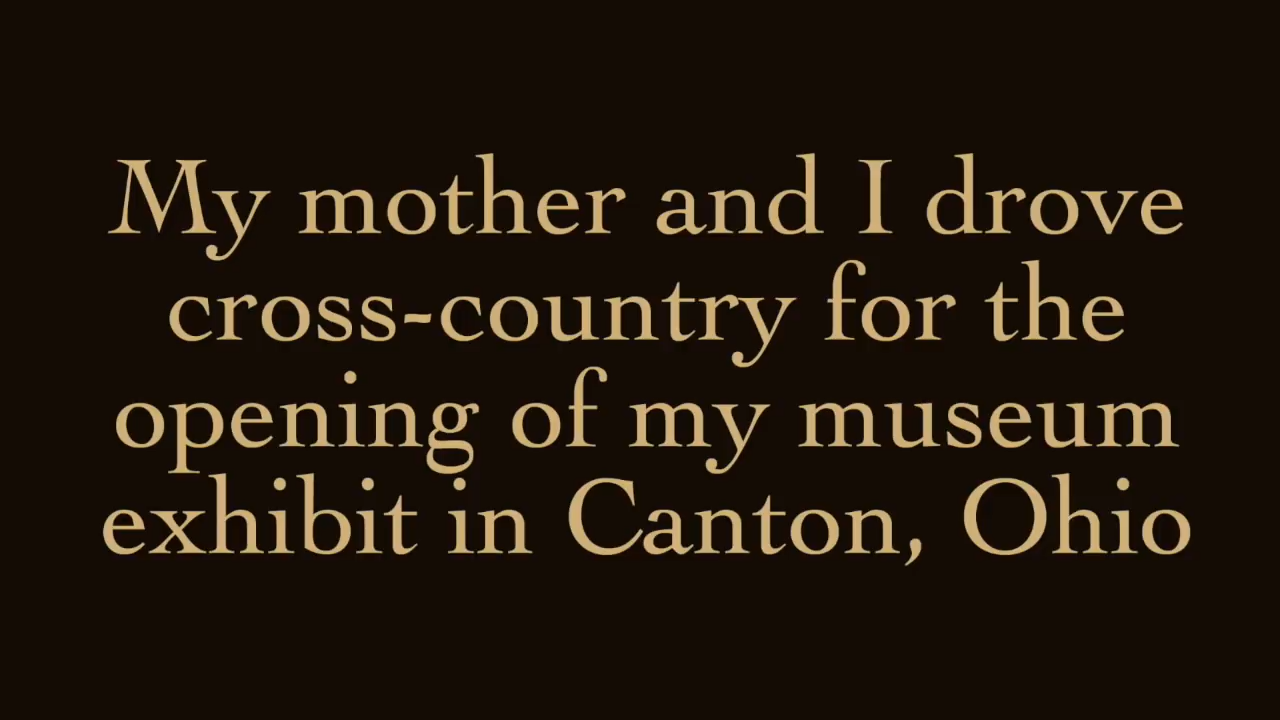 My mother and I drove
cross-country for the
opening of my museum
exhibit in Canton, Ohio